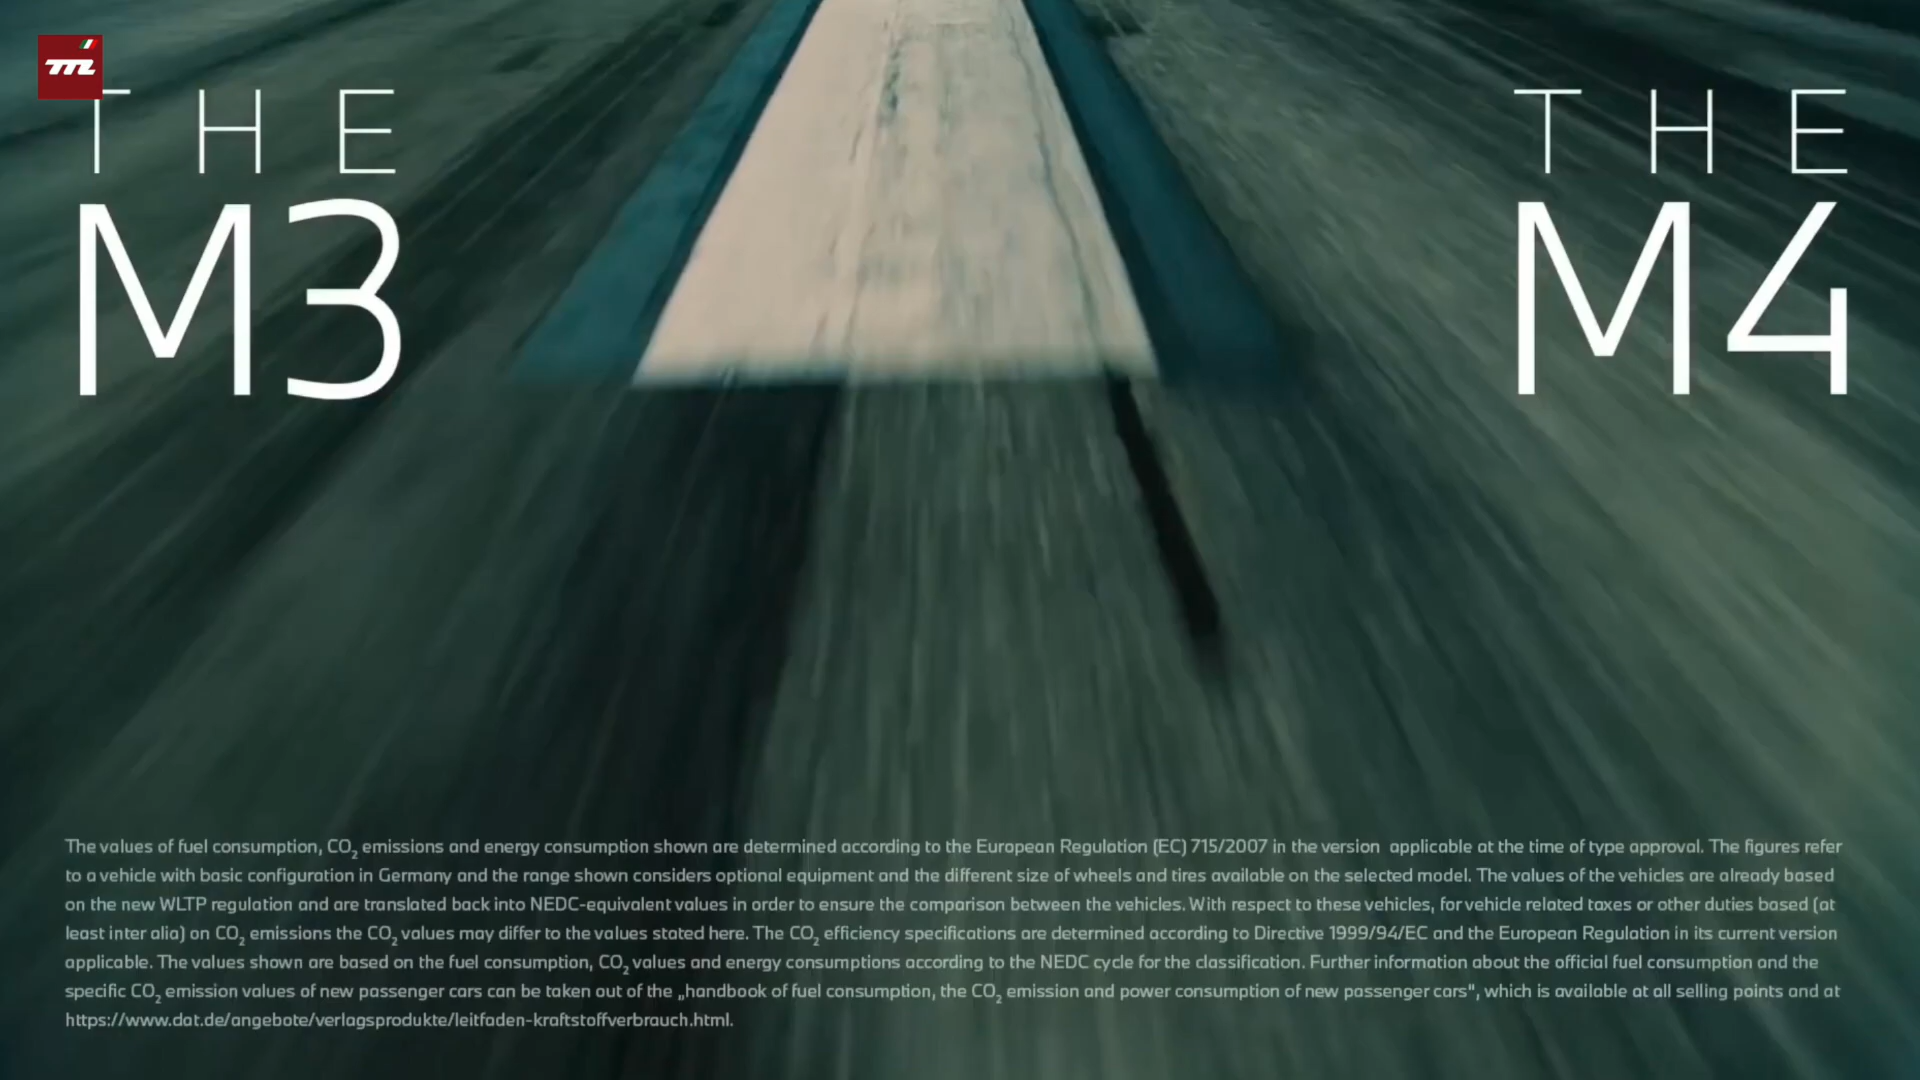 THE
M3
THE
M4
The values of fuel consumption, CO₂ emissions and energy consumption shown are determined according to the European Regulation (EC) 715/2007 in the version applicable at the time of type approval. The figures refer
to a vehicle with basic configuration in Germany and the range shown considers optional equipment and the different size of wheels and tires available on the selected model. The values of the vehicles are already based
on the new WLTP regulation and are translated back into NEDC-equivalent values in order to ensure the comparison between the vehicles. With respect to these vehicles, for vehicle related taxes or other duties based (at
least inter alia) on CO₂ emissions the CO₂ values may differ to the values stated here. The CO₂ efficiency specifications are determined according to Directive 1999/94/EC and the European Regulation in its current version
applicable. The values shown are based on the fuel consumption, CO₂ values and energy consumptions according to the NEDC cycle for the classification. Further information about the official fuel consumption and the
specific CO₂ emission values of new passenger cars can be taken out of the „handbook of fuel consumption, the CO₂ emission and power consumption of new passenger cars", which is available at all selling points and at
https://www.dat.de/angebote/verlagsprodukte/leitfaden-kraftstoffverbrauch.html.